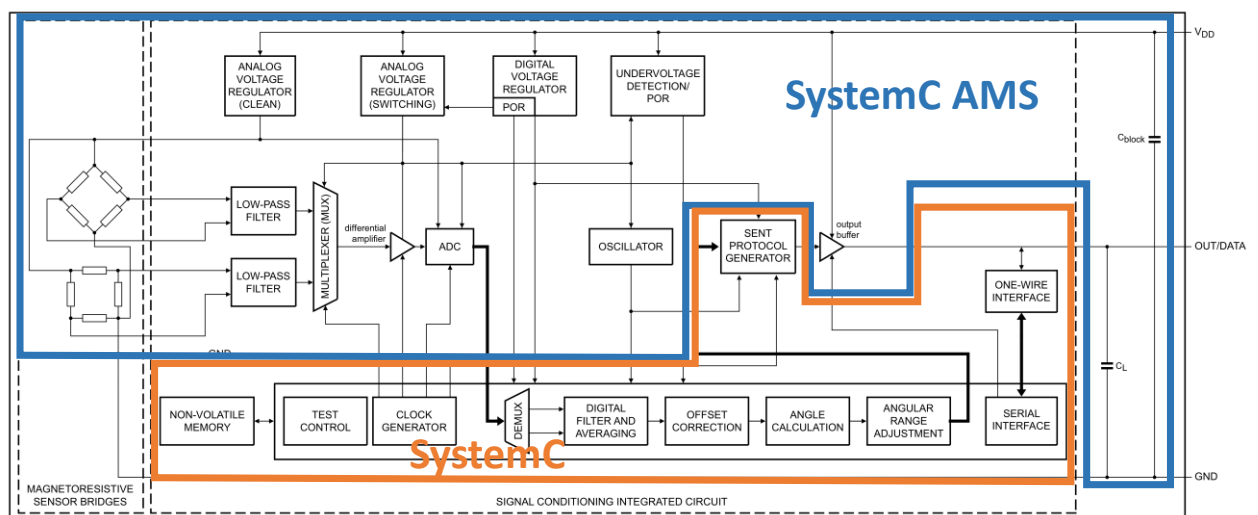 VDD
ANALOG
VOLTAGE
REGULATOR
(CLEAN)
ANALOG
VOLTAGE
REGULATOR
(SWITCHING)
DIGITAL
VOLTAGE
REGULATOR
POR
UNDERVOLTAGE
DETECTION/
POR
SystemC AMS
Cblock
LOW-PASS
FILTER
LOW-PASS
FILTER
MULTIPLEXER (MUX)
differential
amplifier
ADC
OSCILLATOR
SENT
PROTOCOL
GENERATOR
output
buffer
OUT/DATA
ONE-WIRE
INTERFACE
GND
CL
NON-VOLATILE
MEMORY
TEST
CONTROL
CLOCK
GENERATOR
DEMUX
DIGITAL
FILTER AND
AVERAGING
OFFSET
CORRECTION
ANGLE
CALCULATION
ANGULAR
RANGE
ADJUSTMENT
SERIAL
INTERFACE
SystemC
GND
MAGNETORESISTIVE
SENSOR BRIDGES
SIGNAL CONDITIONING INTEGRATED CIRCUIT